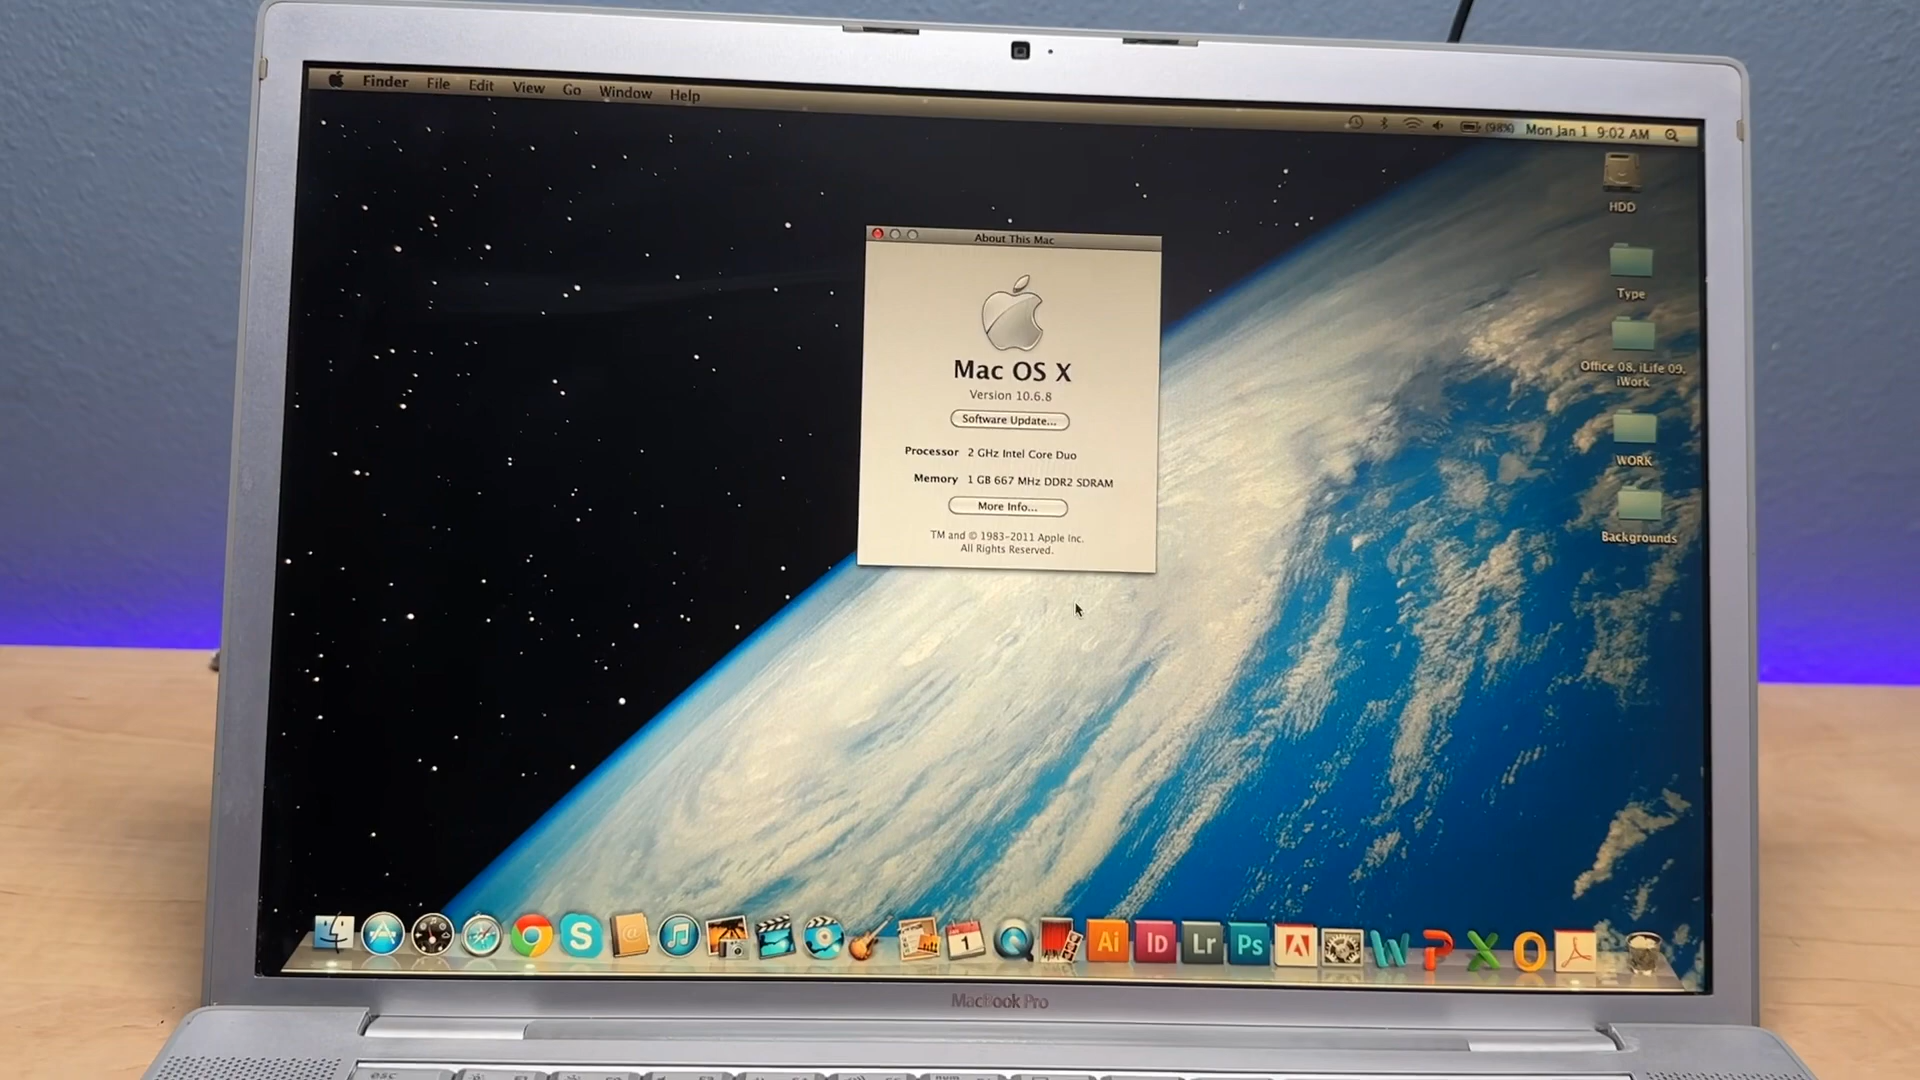 Finder File Edit View Go Window Help
(98%) Mon Jan 1 9:02 AM
HDD
Type
Office 08, iLife 09,
iWork
WORK
Backgrounds
About This Mac
Mac OS X
Version 10.6.8
Software Update...
Processor 2 GHz Intel Core Duo
Memory 1 GB 667 MHz DDR2 SDRAM
More Info...
TM and © 1983-2011 Apple Inc.
All Rights Reserved.
S @ 1 Ai ID Lr Ps W P X O
MacBook Pro
esc